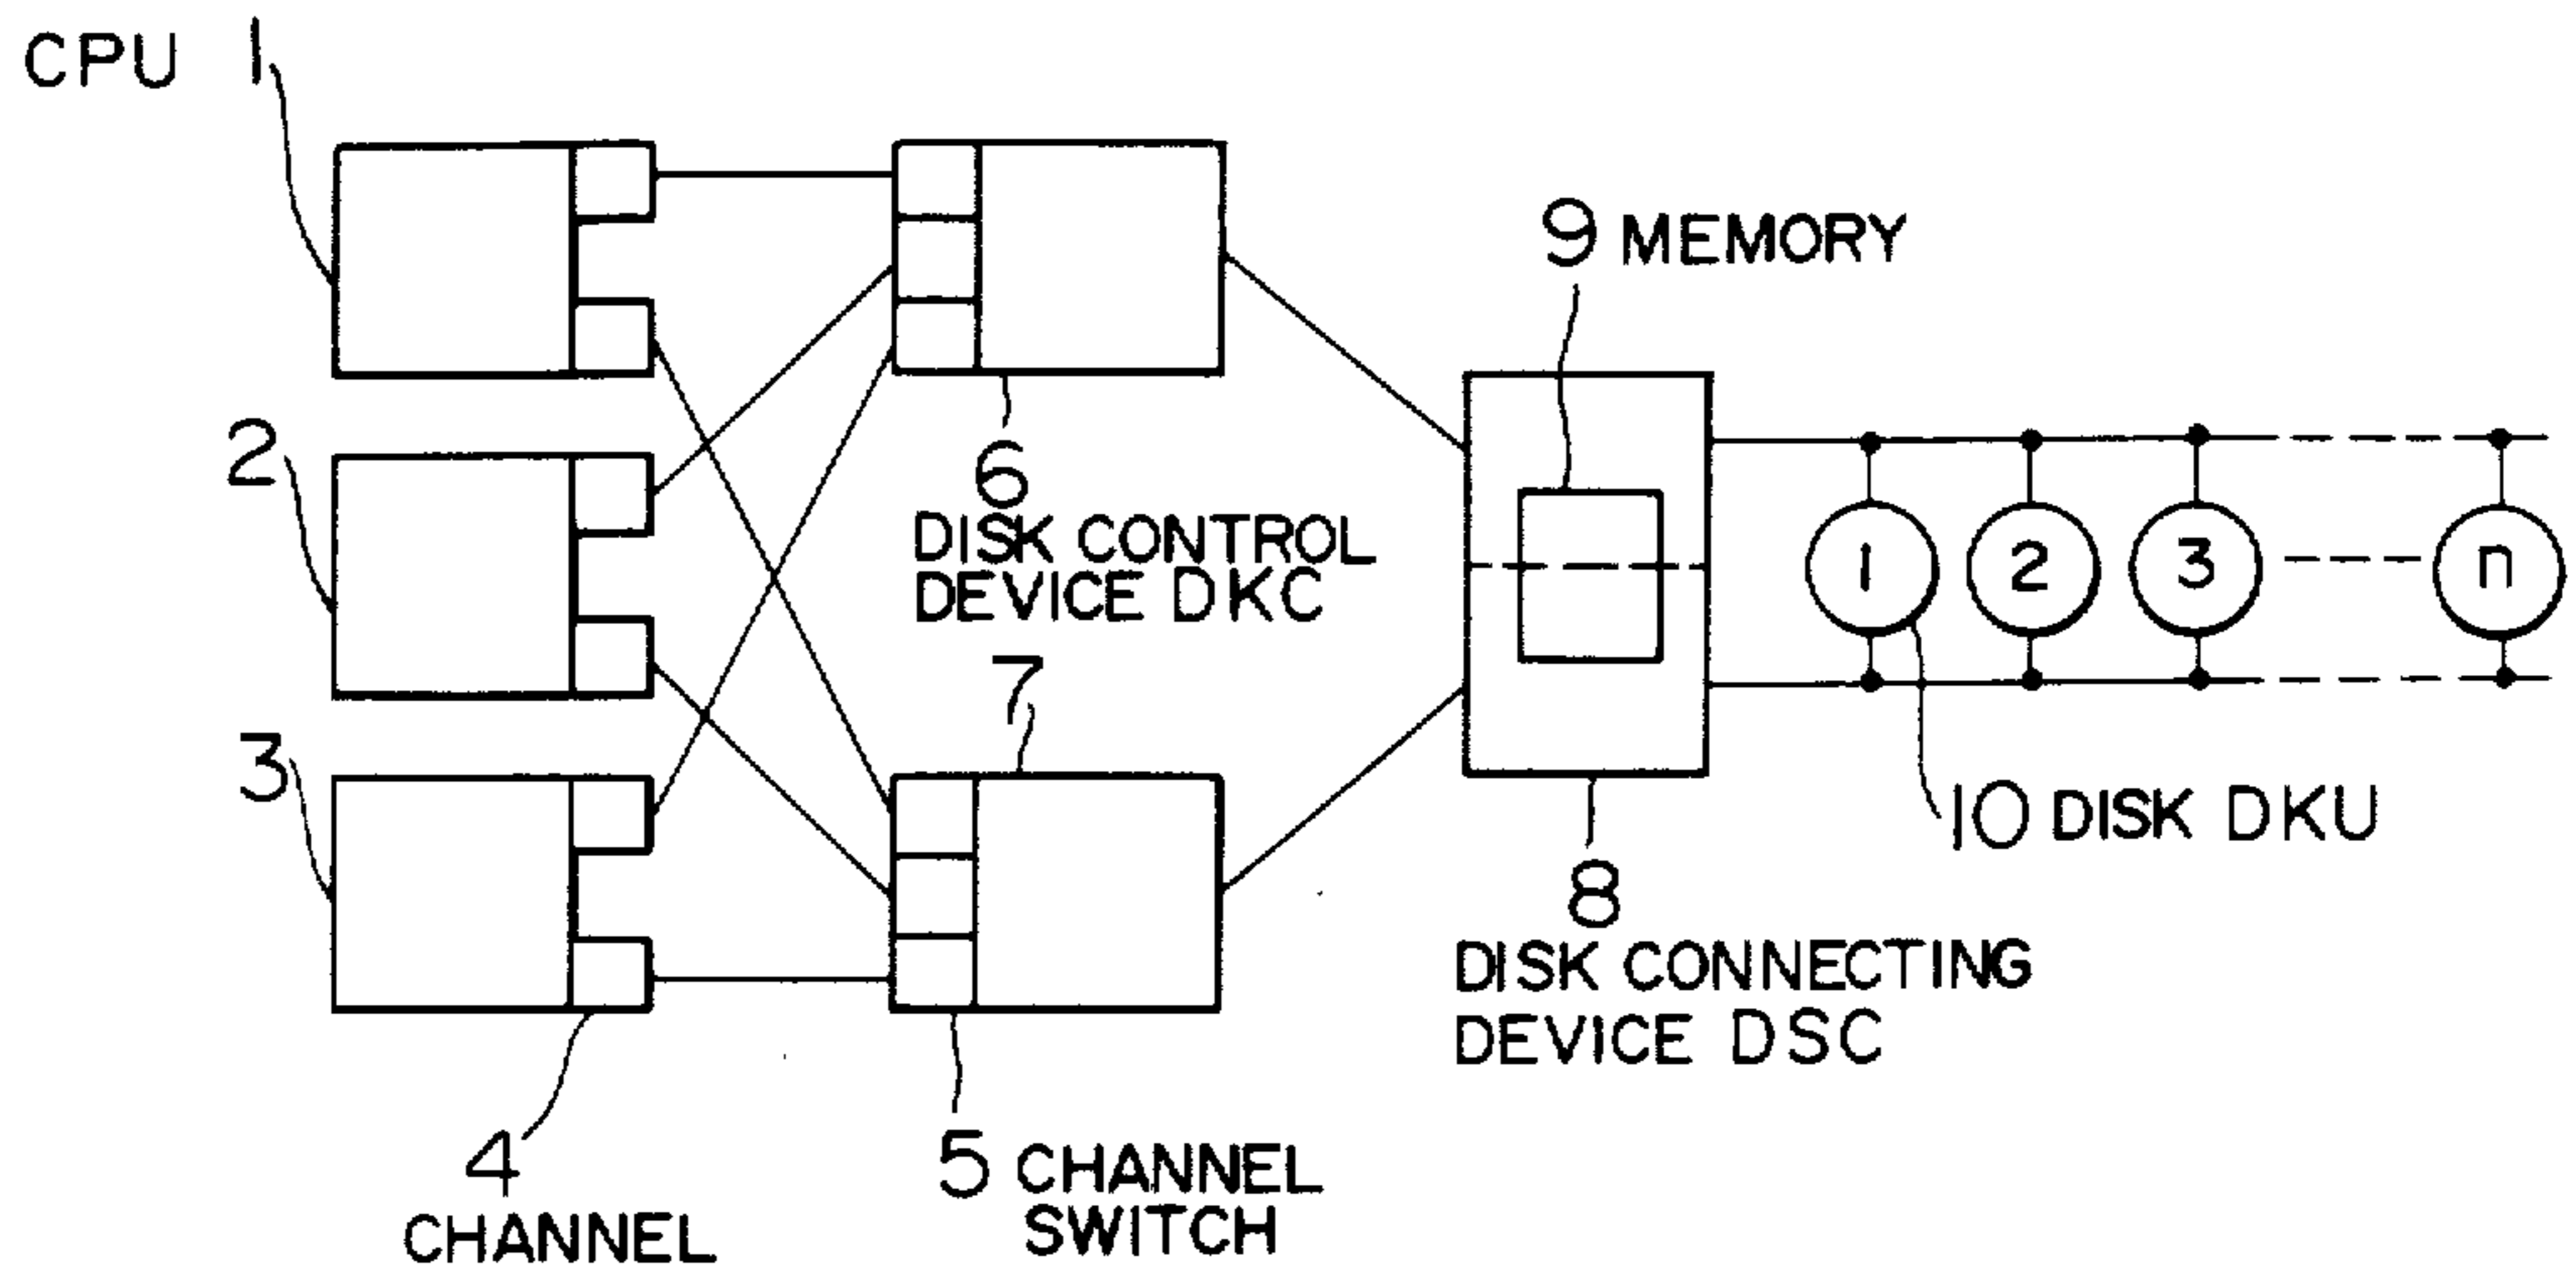 CPU 1
2
3
4
CHANNEL
5 CHANNEL
SWITCH
6
DISK CONTROL
DEVICE DKC
7
9 MEMORY
8
DISK CONNECTING
DEVICE DSC
1 2 3 n
10 DISK DKU